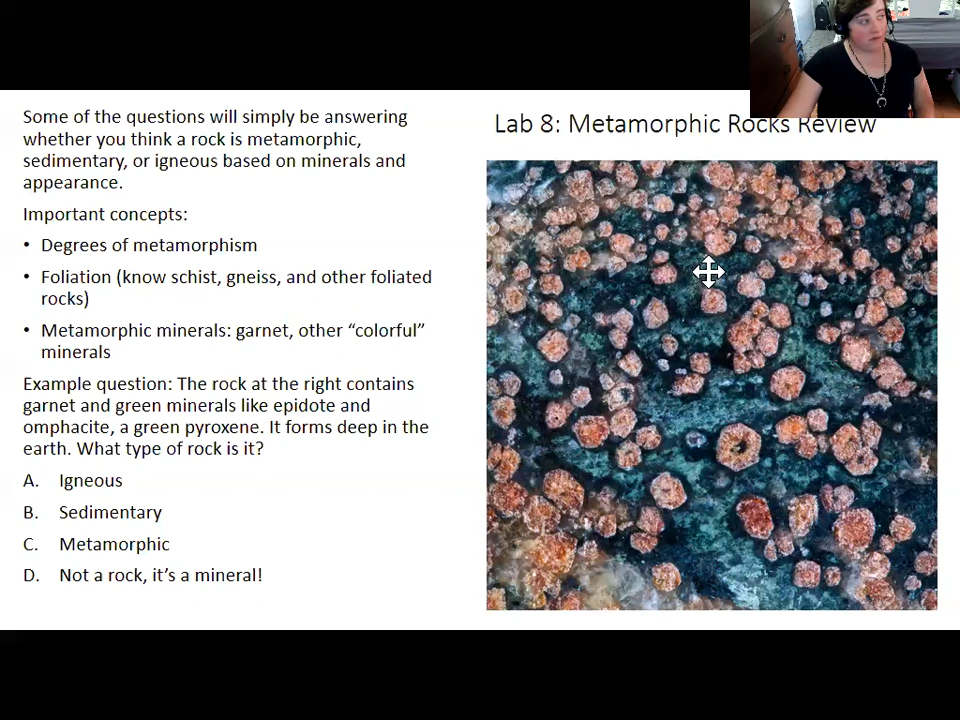 Some of the questions will simply be answering
whether you think a rock is metamorphic,
sedimentary, or igneous based on minerals and
appearance.
Important concepts:
• Degrees of metamorphism
• Foliation (know schist, gneiss, and other foliated
rocks)
• Metamorphic minerals: garnet, other “colorful”
minerals
Example question: The rock at the right contains
garnet and green minerals like epidote and
omphacite, a green pyroxene. It forms deep in the
earth. What type of rock is it?
A. Igneous
B. Sedimentary
C. Metamorphic
D. Not a rock, it’s a mineral!
Lab 8: Metamorphic Rocks Review